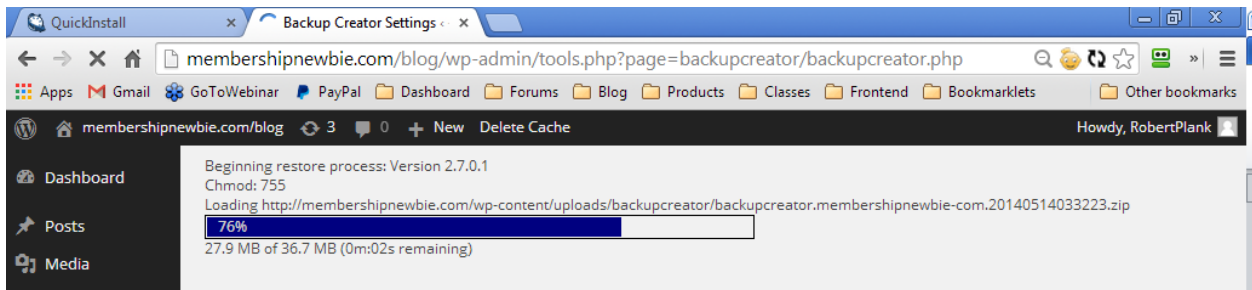 QuickInstall
Backup Creator Settings ‹
membershipnewbie.com/blog/wp-admin/tools.php?page=backupcreator/backupcreator.php
Apps Gmail GoToWebinar PayPal Dashboard Forums Blog Products Classes Frontend Bookmarklets Other bookmarks
membershipnewbie.com/blog 3 0 + New Delete Cache Howdy, RobertPlank
Dashboard
Posts
Media
Beginning restore process: Version 2.7.0.1
Chmod: 755
Loading http://membershipnewbie.com/wp-content/uploads/backupcreator/backupcreator.membershipnewbie-com.20140514033223.zip
76%
27.9 MB of 36.7 MB (0m:02s remaining)